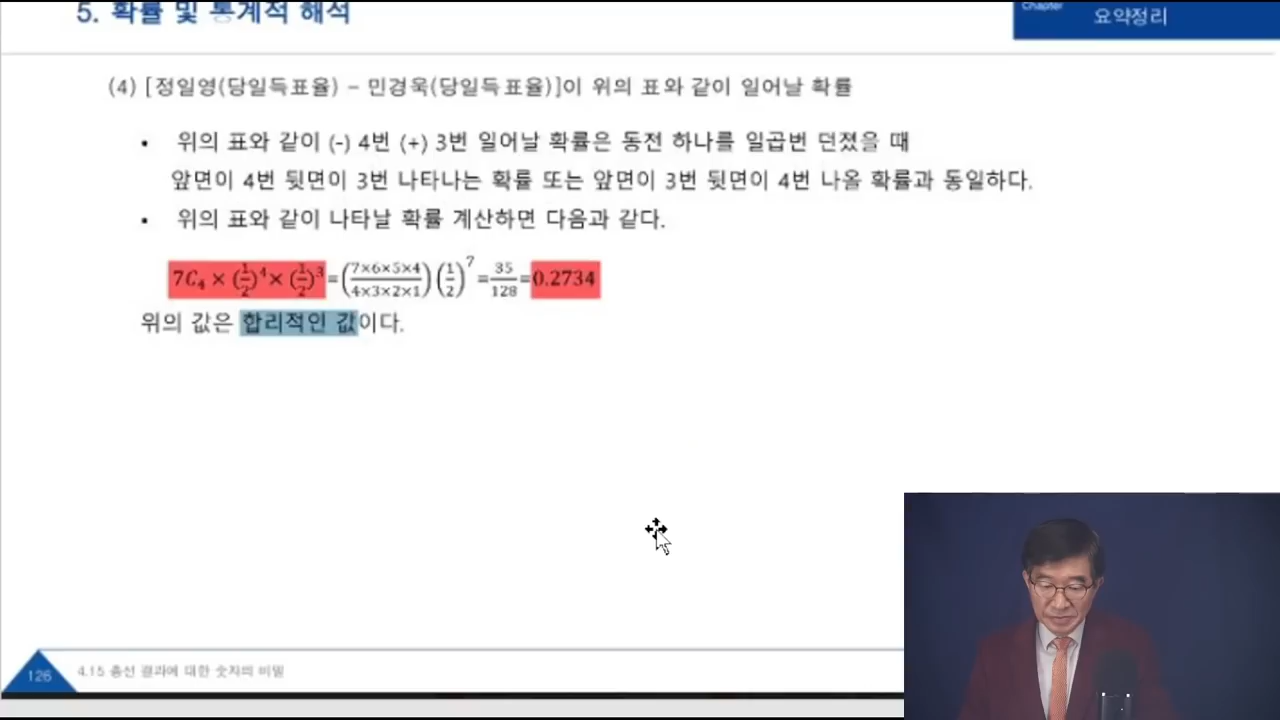 5. 확률 및 통계적 해석
Chapter
요약정리
(4) [정일영(당일득표율) − 민경욱(당일득표율)]이 위의 표와 같이 일어날 확률
• 위의 표와 같이 (-) 4번 (+) 3번 일어날 확률은 동전 하나를 일곱번 던졌을 때
앞면이 4번 뒷면이 3번 나타나는 확률 또는 앞면이 3번 뒷면이 4번 나올 확률과 동일하다.
• 위의 표와 같이 나타날 확률 계산하면 다음과 같다.
7C₄ × (1/2)⁴ × (1/2)³ = (7×6×5×4 / 4×3×2×1) (1/2)⁷ = 35/128 = 0.2734
위의 값은 합리적인 값이다.
126
4.15 총선 결과에 대한 숫자의 비밀